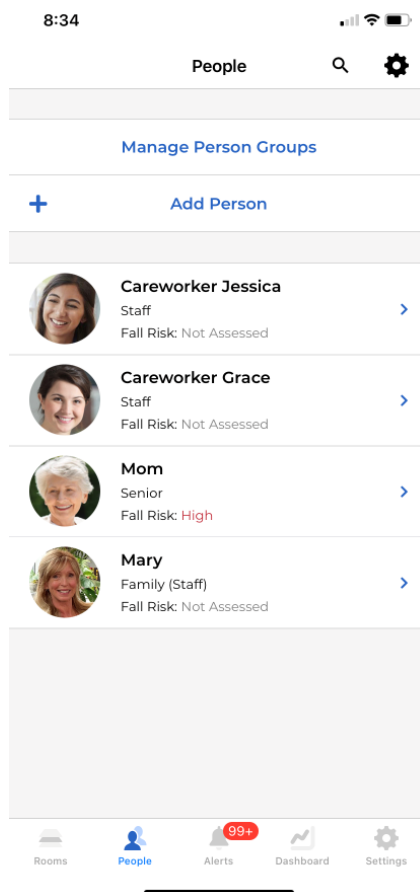 8:34
People
Manage Person Groups
Add Person
Careworker Jessica
Staff
Fall Risk: Not Assessed
Careworker Grace
Staff
Fall Risk: Not Assessed
Mom
Senior
Fall Risk: High
Mary
Family (Staff)
Fall Risk: Not Assessed
99+
Rooms People Alerts Dashboard Settings